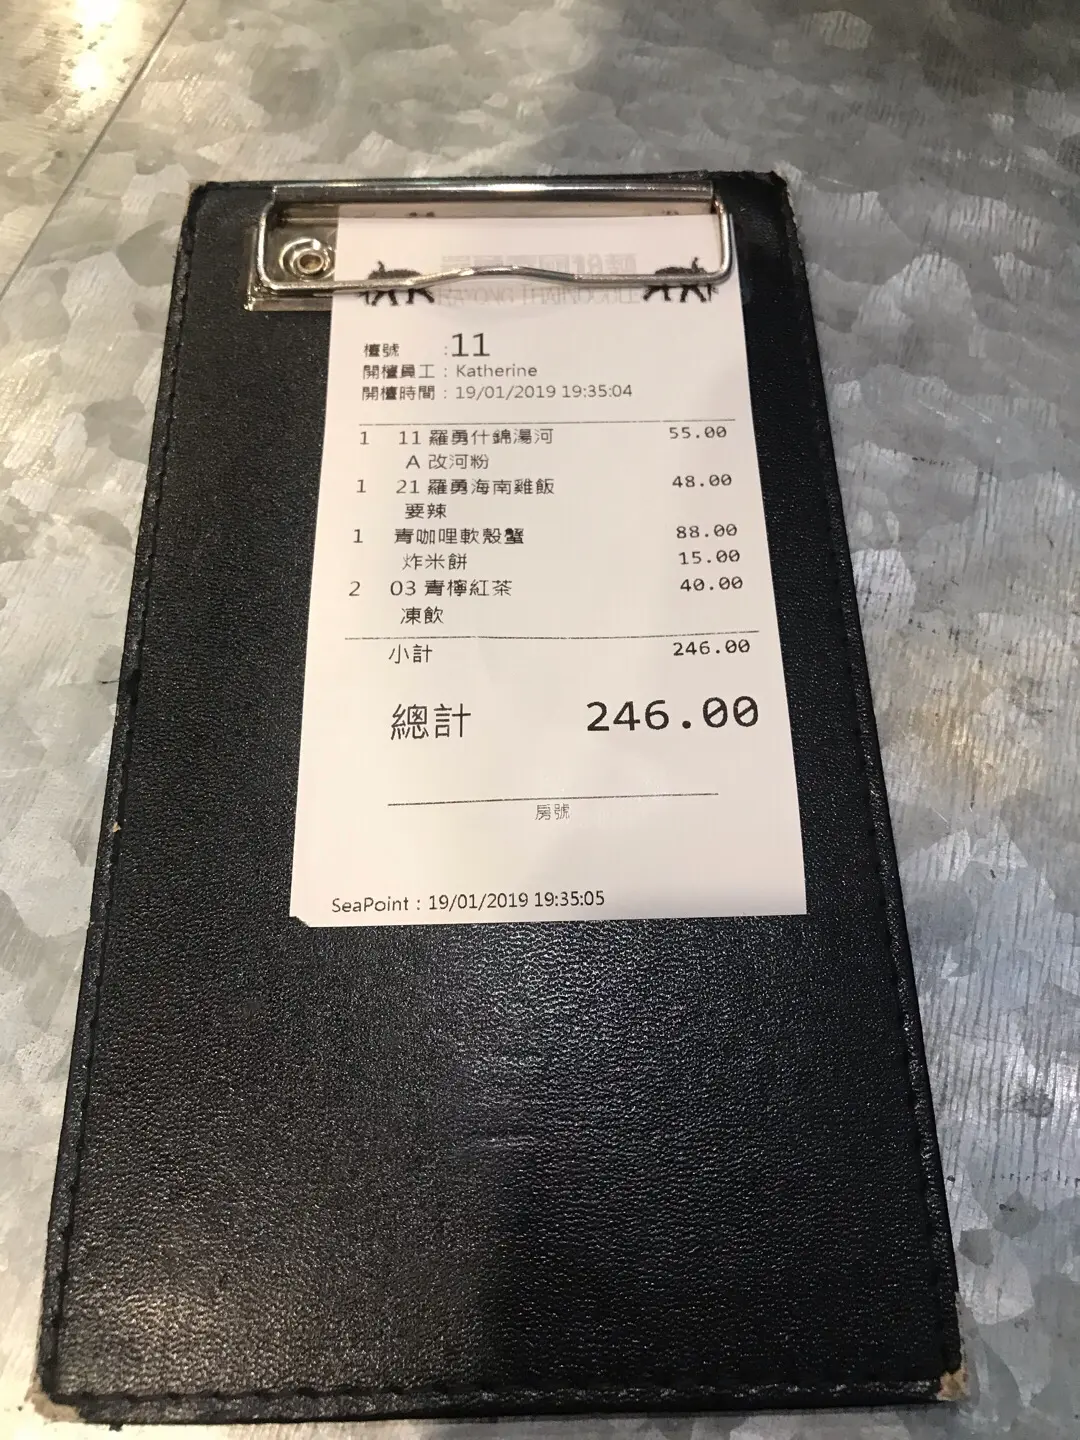 檯號 :11
開檯員工 : Katherine
開檯時間 : 19/01/2019 19:35:04
1 11 羅勇什錦湯河 55.00
A 改河粉
1 21 羅勇海南雞飯 48.00
要辣
1 青咖哩軟殼蟹 88.00
炸米餅 15.00
2 03 青檸紅茶 40.00
凍飲
小計 246.00
總計 246.00
房號
SeaPoint : 19/01/2019 19:35:05